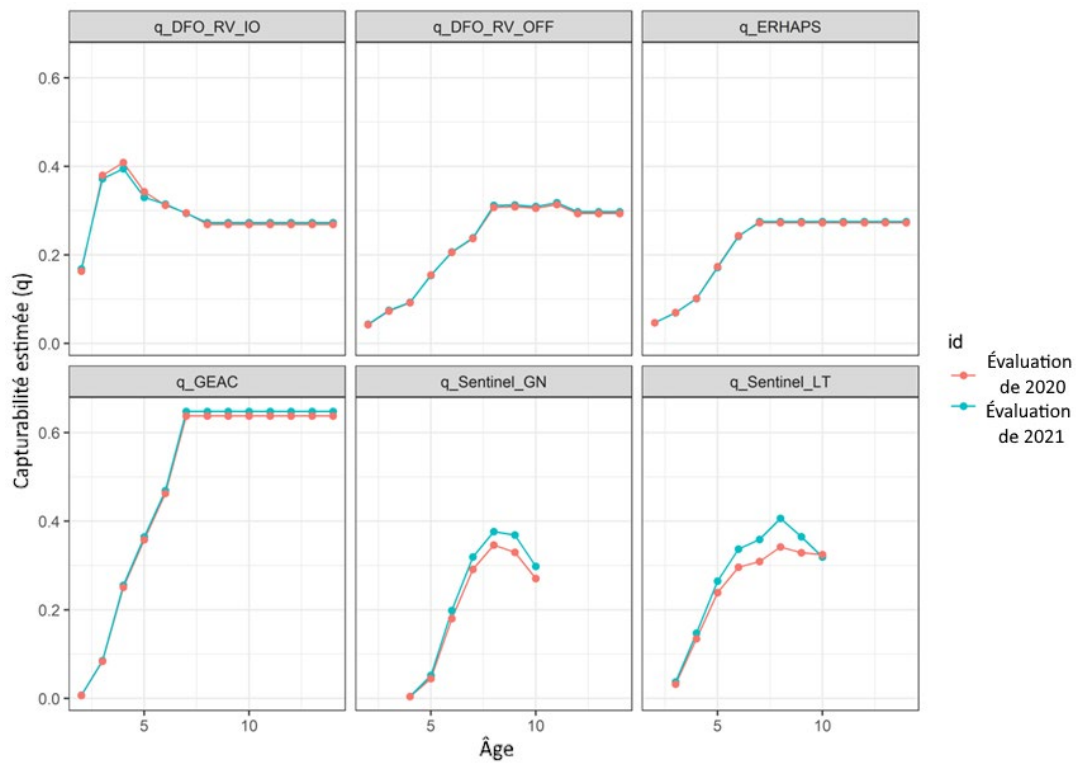 q_DFO_RV_IO q_DFO_RV_OFF q_ERHAPS
0.6
0.4
0.2
0.0
q_GEAC q_Sentinel_GN q_Sentinel_LT
0.6
0.4
0.2
0.0
5 10 5 10 5 10
Âge
Capturabilité estimée (q)
id
Évaluation
de 2020
Évaluation
de 2021